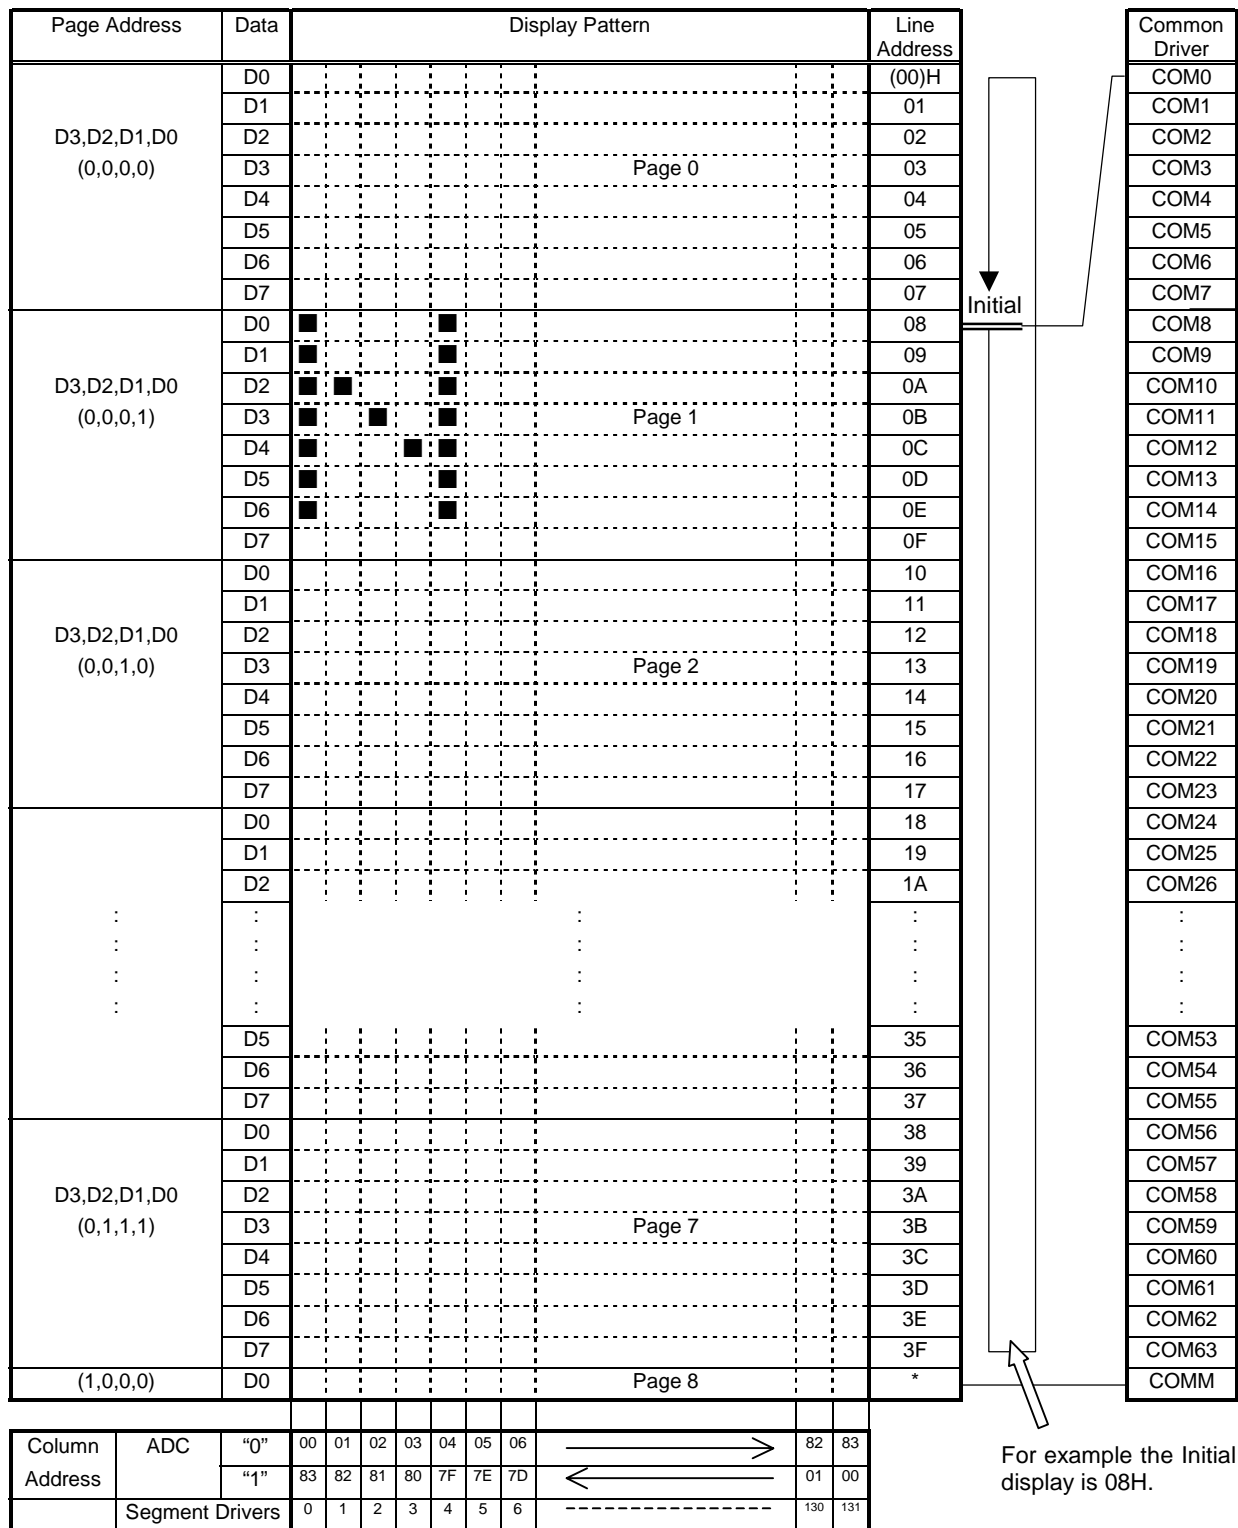 Page Address Data Display Pattern Line Address Common Driver
D0 (00)H COM0
D1 01 COM1
D3,D2,D1,D0 D2 02 COM2
(0,0,0,0) D3 Page 0 03 COM3
D4 04 COM4
D5 05 COM5
D6 06 COM6
D7 07 Initial COM7
D0 08 COM8
D1 09 COM9
D3,D2,D1,D0 D2 0A COM10
(0,0,0,1) D3 Page 1 0B COM11
D4 0C COM12
D5 0D COM13
D6 0E COM14
D7 0F COM15
D0 10 COM16
D1 11 COM17
D3,D2,D1,D0 D2 12 COM18
(0,0,1,0) D3 Page 2 13 COM19
D4 14 COM20
D5 15 COM21
D6 16 COM22
D7 17 COM23
D0 18 COM24
D1 19 COM25
D2 1A COM26
: : : : :
: : : : :
: : : : :
: : : : :
D5 35 COM53
D6 36 COM54
D7 37 COM55
D0 38 COM56
D1 39 COM57
D3,D2,D1,D0 D2 3A COM58
(0,1,1,1) D3 Page 7 3B COM59
D4 3C COM60
D5 3D COM61
D6 3E COM62
D7 3F COM63
(1,0,0,0) D0 Page 8 * COMM
Column ADC “0” 00 01 02 03 04 05 06 82 83
Address “1” 83 82 81 80 7F 7E 7D 01 00
Segment Drivers 0 1 2 3 4 5 6 130 131
For example the Initial
display is 08H.